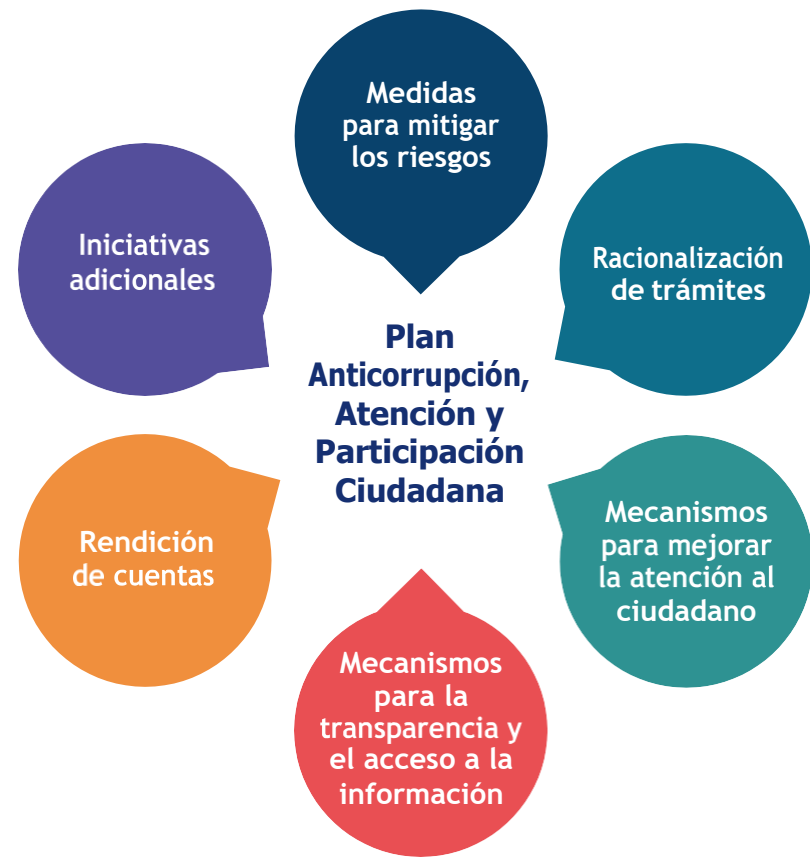 Medidas
para mitigar
los riesgos
Racionalización
de trámites
Mecanismos
para mejorar
la atención al
ciudadano
Mecanismos
para la
transparencia y
el acceso a la
información
Rendición
de cuentas
Iniciativas
adicionales
Plan
Anticorrupción,
Atención y
Participación
Ciudadana